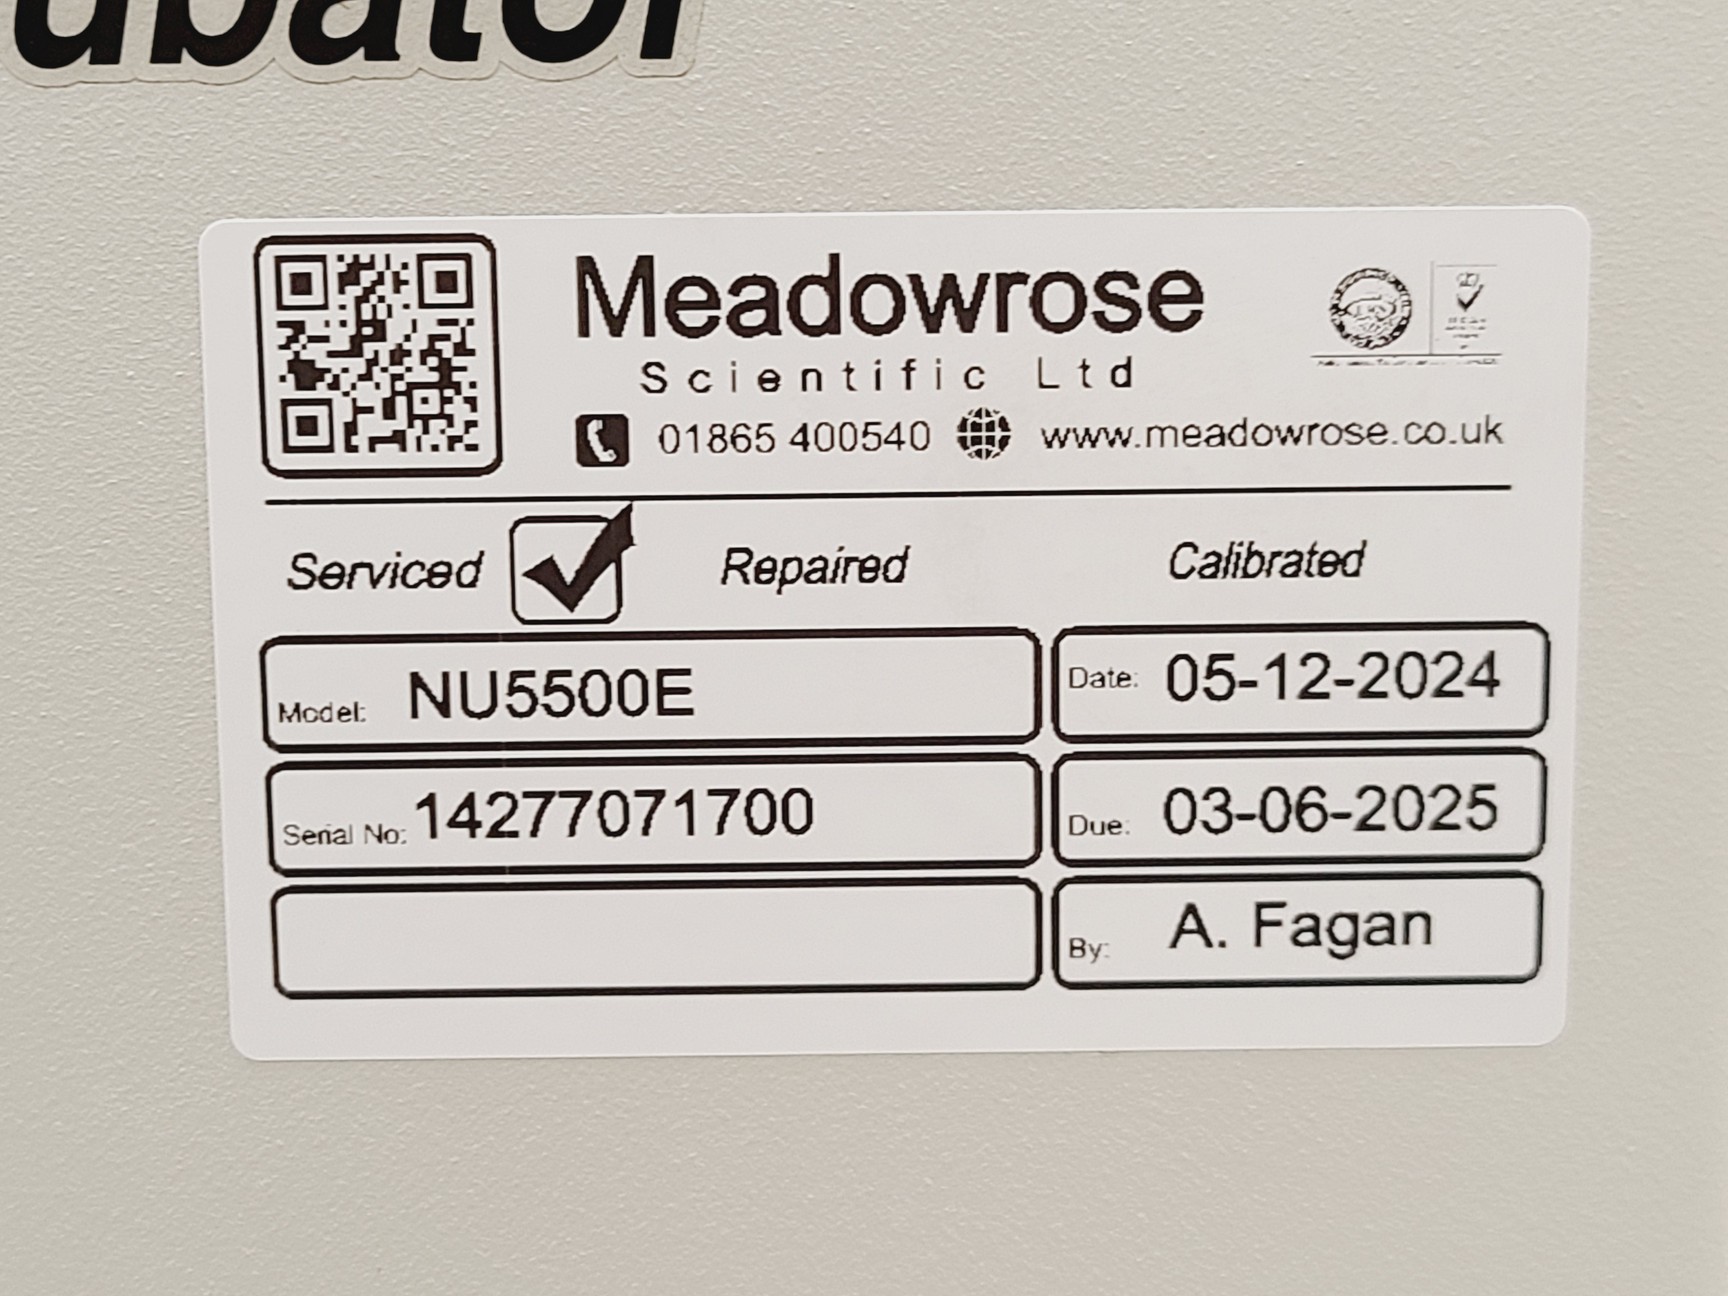 ubator
Meadowrose
Scientific Ltd
01865 400540 www.meadowrose.co.uk
Serviced Repaired Calibrated
Model: NU5500E
Date: 05-12-2024
Serial No: 14277071700
Due: 03-06-2025
By: A. Fagan